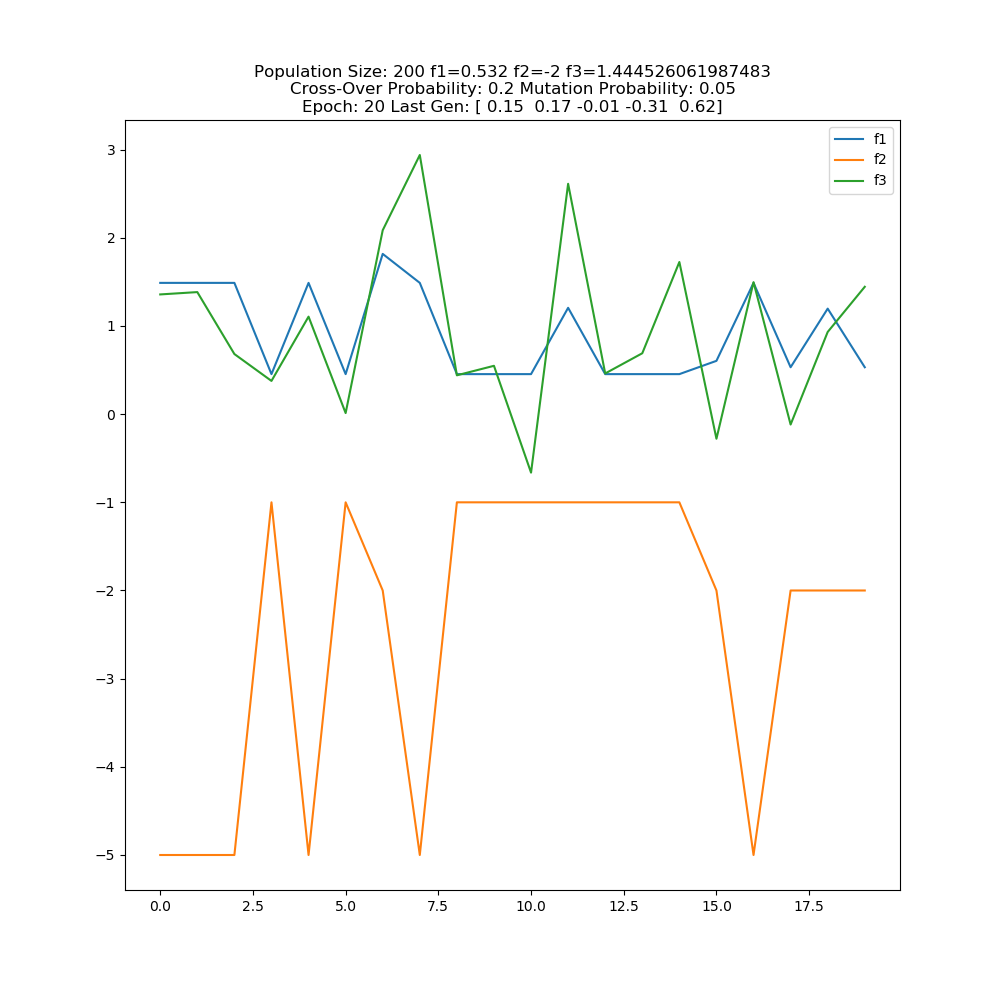 Population Size: 200 f1=0.532 f2=-2 f3=1.444526061987483
Cross-Over Probability: 0.2 Mutation Probability: 0.05
Epoch: 20 Last Gen: [ 0.15  0.17 -0.01 -0.31  0.62]
f1
f2
f3
3
2
1
0
−1
−2
−3
−4
−5
0.0 2.5 5.0 7.5 10.0 12.5 15.0 17.5